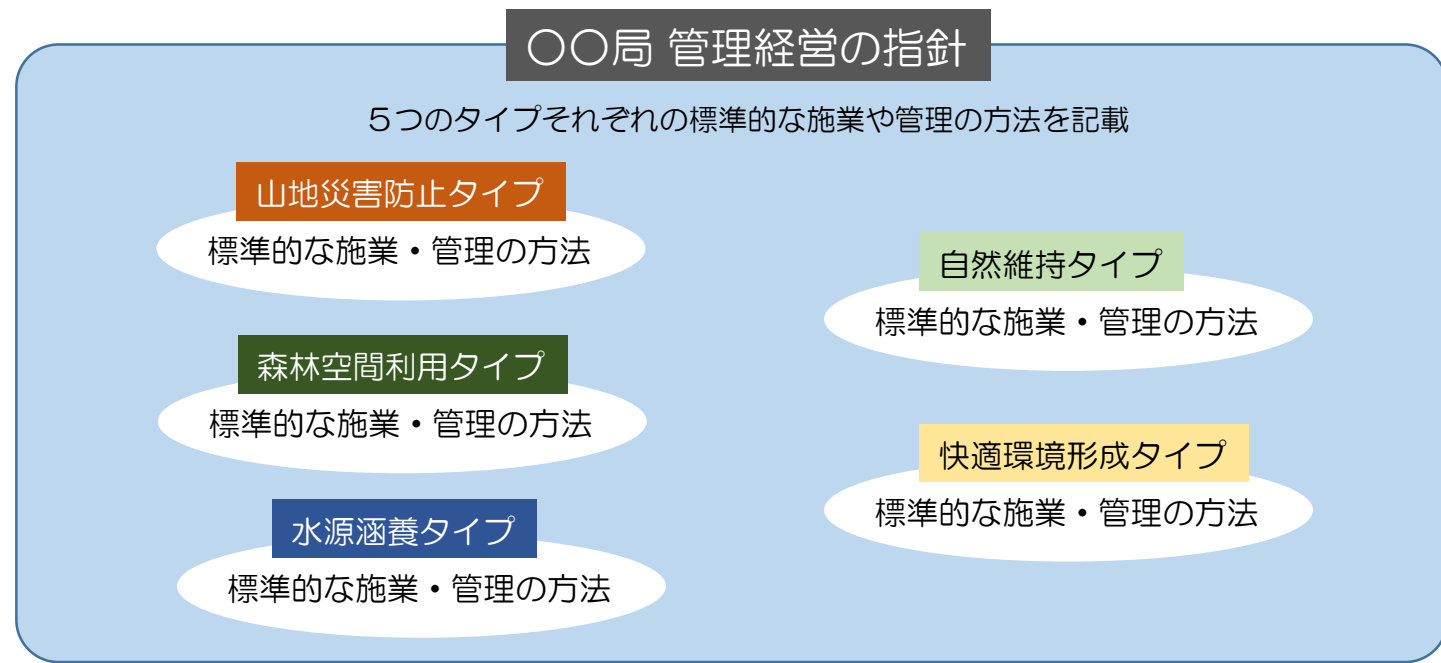 〇〇局 管理経営の指針
５つのタイプそれぞれの標準的な施業や管理の方法を記載
山地災害防止タイプ
標準的な施業・管理の方法
森林空間利用タイプ
標準的な施業・管理の方法
水源涵養タイプ
標準的な施業・管理の方法
自然維持タイプ
標準的な施業・管理の方法
快適環境形成タイプ
標準的な施業・管理の方法